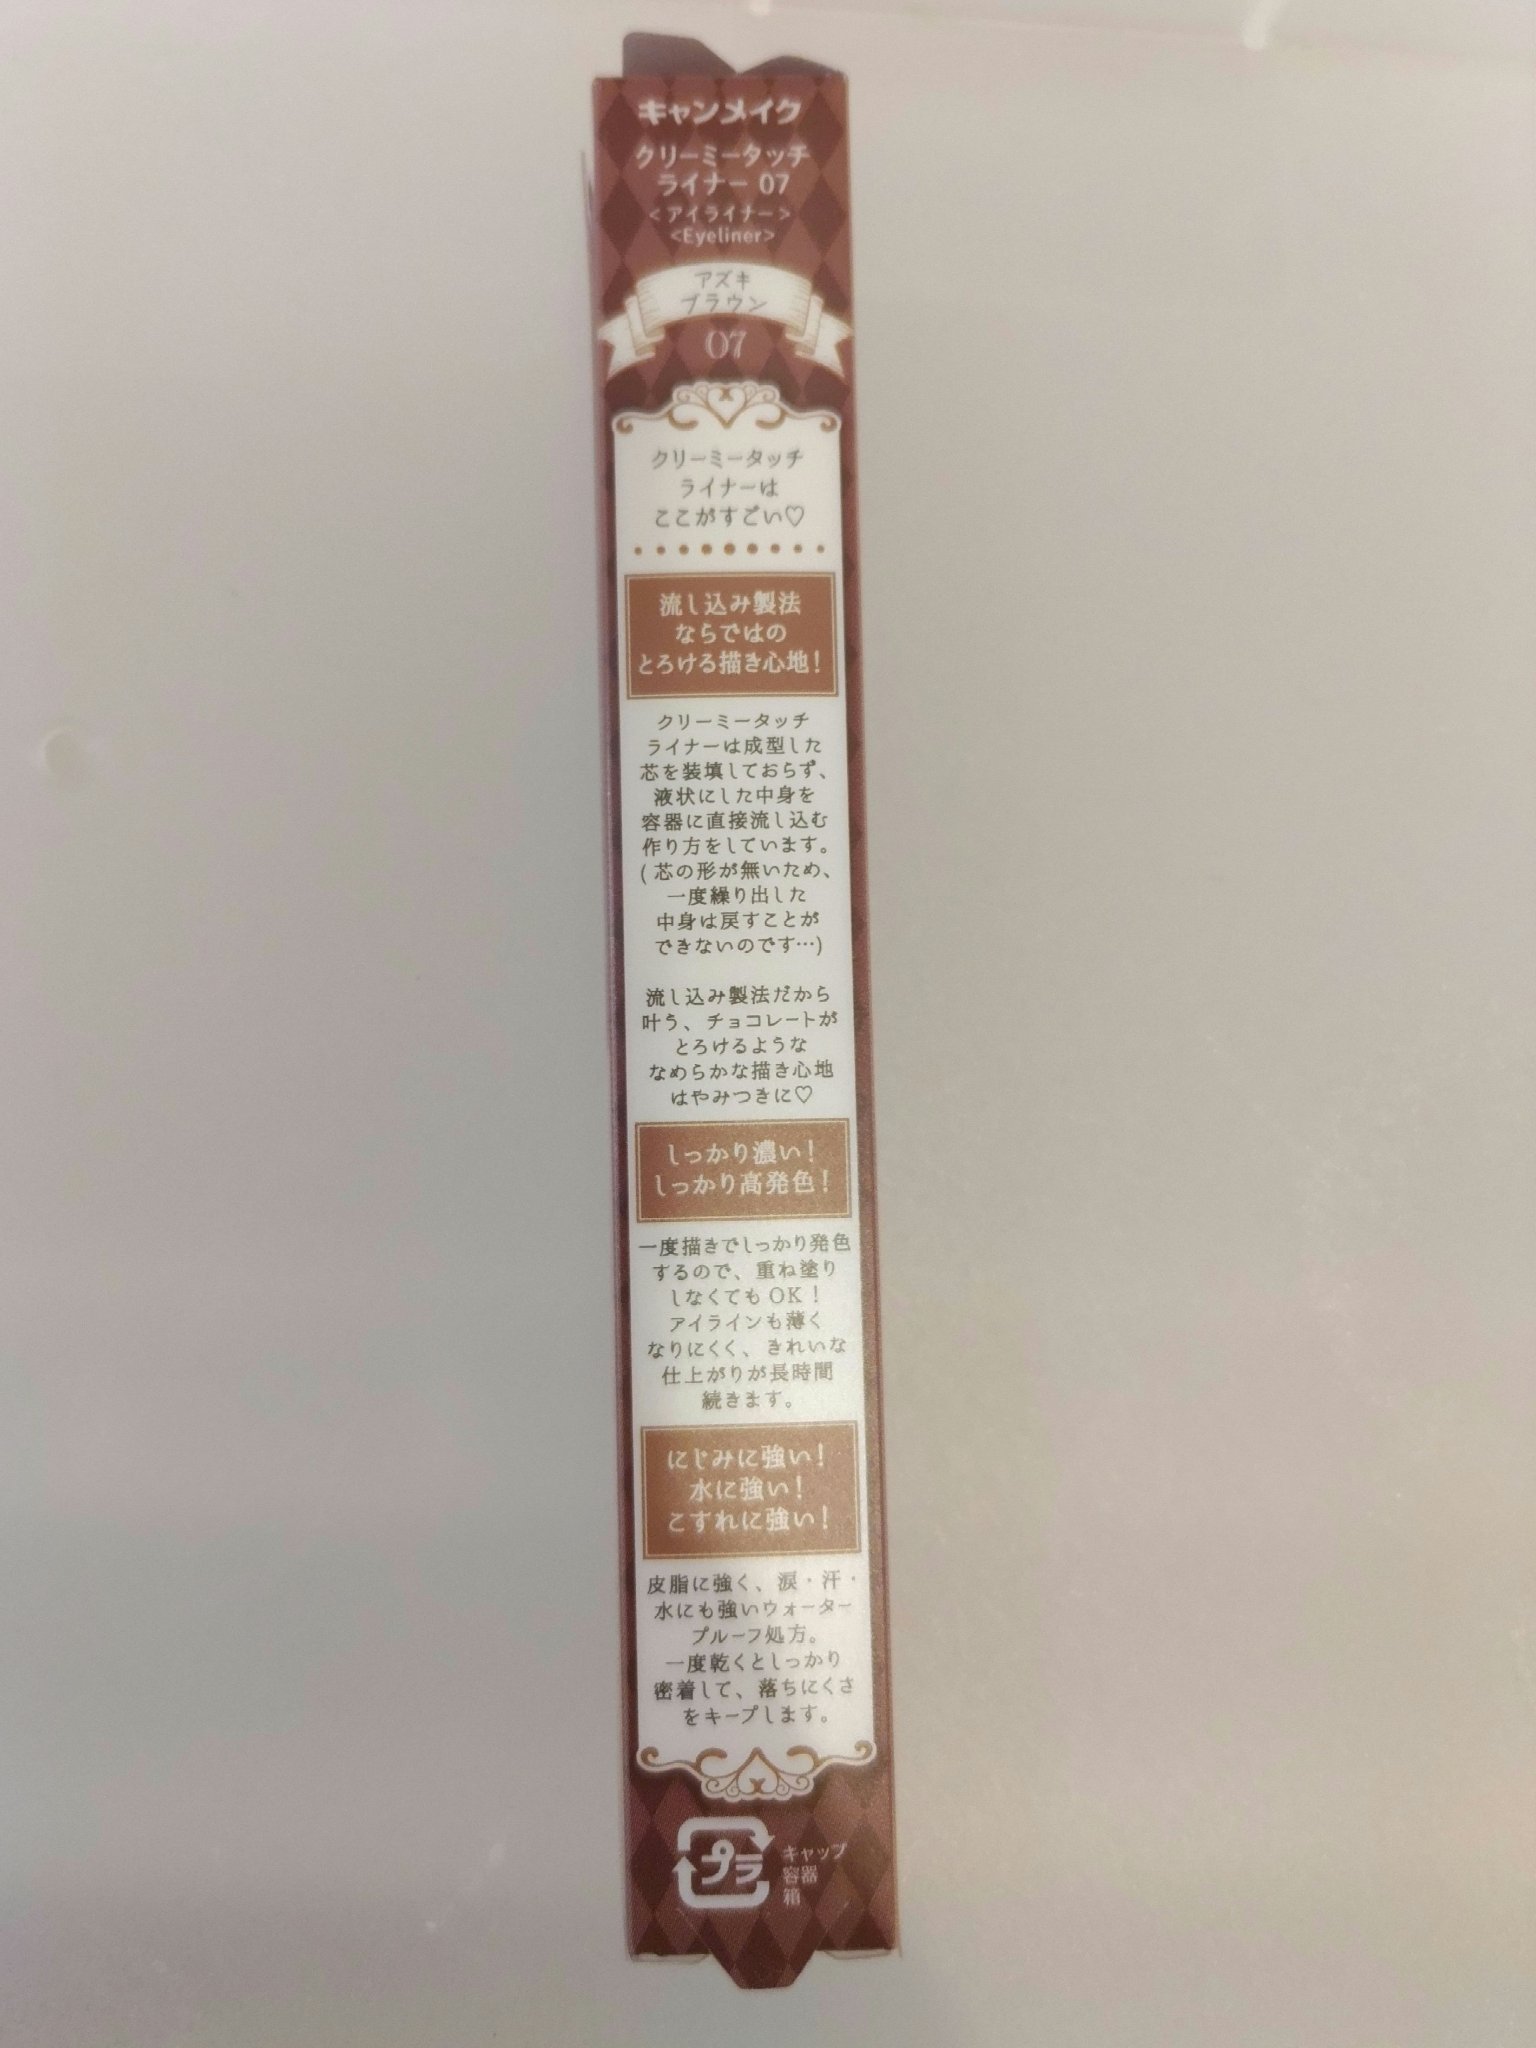 キャンメイク
クリーミータッチ
ライナー 07
<アイライナー>
<Eyeliner>
アズキ
ブラウン
07
クリーミータッチ
ライナーは
ここがすごい♡
流し込み製法
ならではの
とろける描き心地!
クリーミータッチ
ライナーは成型した
芯を装填しておらず、
液状にした中身を
容器に直接流し込む
作り方をしています。
(芯の形が無いため、
一度繰り出した
中身は戻すことが
できないのです…)
流し込み製法だから
叶う、チョコレートが
とろけるような
なめらかな描き心地
はやみつきに♡
しっかり濃い!
しっかり高発色!
一度描きでしっかり発色
するので、重ね塗り
しなくてもOK!
アイラインも薄く
なりにくく、きれいな
仕上がりが長時間
続きます。
にじみに強い!
水に強い!
こすれに強い!
皮脂に強く、涙・汗・
水にも強いウォーター
プルーフ処方。
一度乾くとしっかり
密着して、落ちにくさ
をキープします。
プラ
キャップ
容器
箱